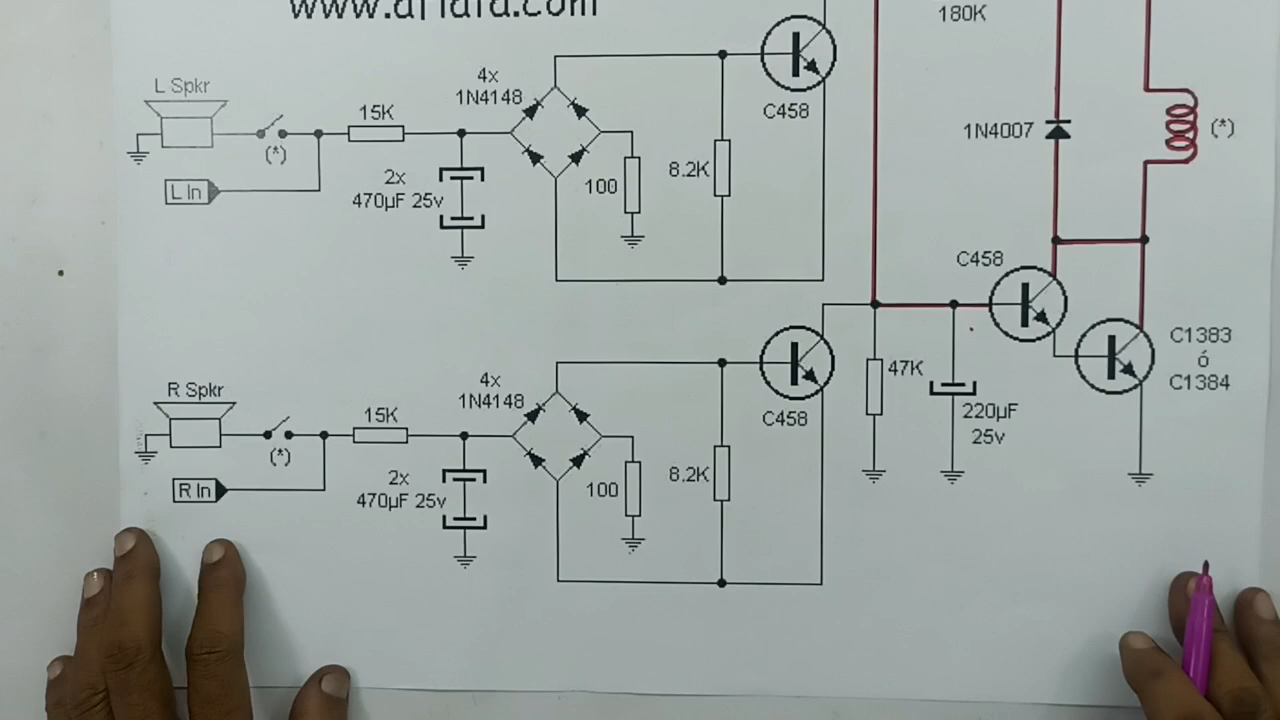 180K
L Spkr
4x
1N4148
15K
C458
(*)
1N4007
(*)
8.2K
2x
470µF 25v
100
L In
C458
C1383
ó
C1384
R Spkr
4x
1N4148
47K
15K
C458
220µF
25v
(*)
2x
470µF 25v
8.2K
100
R In